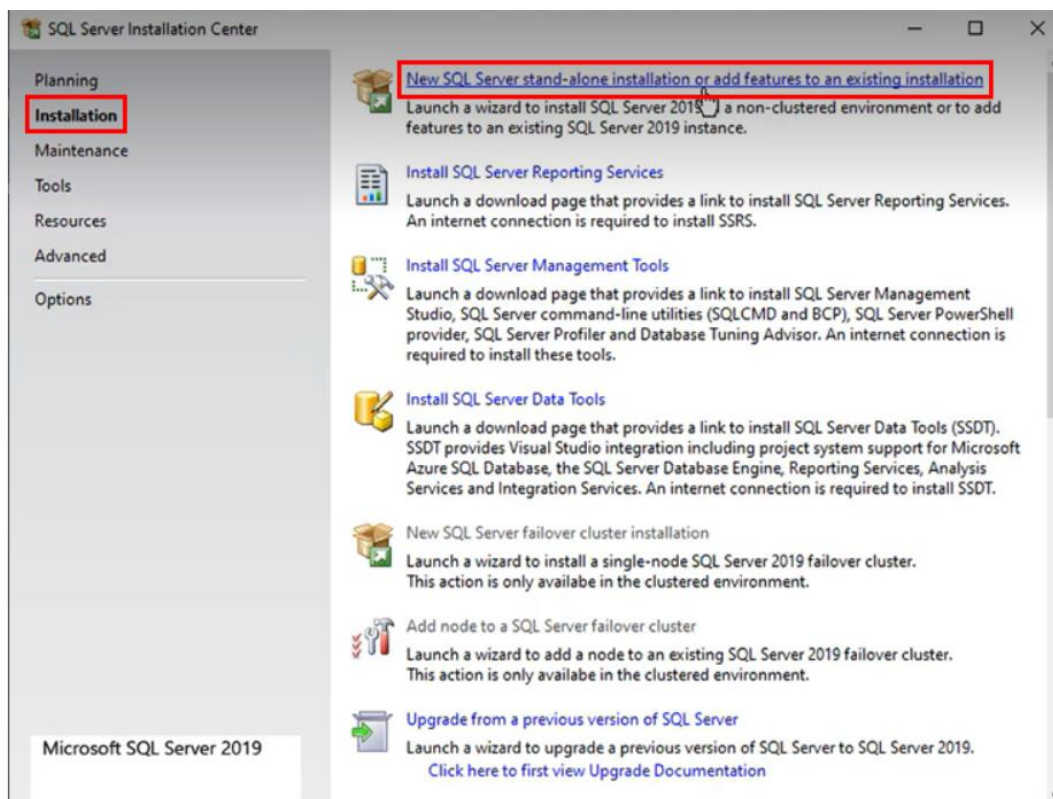 SQL Server Installation Center
Planning
Installation
Maintenance
Tools
Resources
Advanced
Options
Microsoft SQL Server 2019
New SQL Server stand-alone installation or add features to an existing installation
Launch a wizard to install SQL Server 2019 a non-clustered environment or to add
features to an existing SQL Server 2019 instance.
Install SQL Server Reporting Services
Launch a download page that provides a link to install SQL Server Reporting Services.
An internet connection is required to install SSRS.
Install SQL Server Management Tools
Launch a download page that provides a link to install SQL Server Management
Studio, SQL Server command-line utilities (SQLCMD and BCP), SQL Server PowerShell
provider, SQL Server Profiler and Database Tuning Advisor. An internet connection is
required to install these tools.
Install SQL Server Data Tools
Launch a download page that provides a link to install SQL Server Data Tools (SSDT).
SSDT provides Visual Studio integration including project system support for Microsoft
Azure SQL Database, the SQL Server Database Engine, Reporting Services, Analysis
Services and Integration Services. An internet connection is required to install SSDT.
New SQL Server failover cluster installation
Launch a wizard to install a single-node SQL Server 2019 failover cluster.
This action is only availabe in the clustered environment.
Add node to a SQL Server failover cluster
Launch a wizard to add a node to an existing SQL Server 2019 failover cluster.
This action is only availabe in the clustered environment.
Upgrade from a previous version of SQL Server
Launch a wizard to upgrade a previous version of SQL Server to SQL Server 2019.
Click here to first view Upgrade Documentation